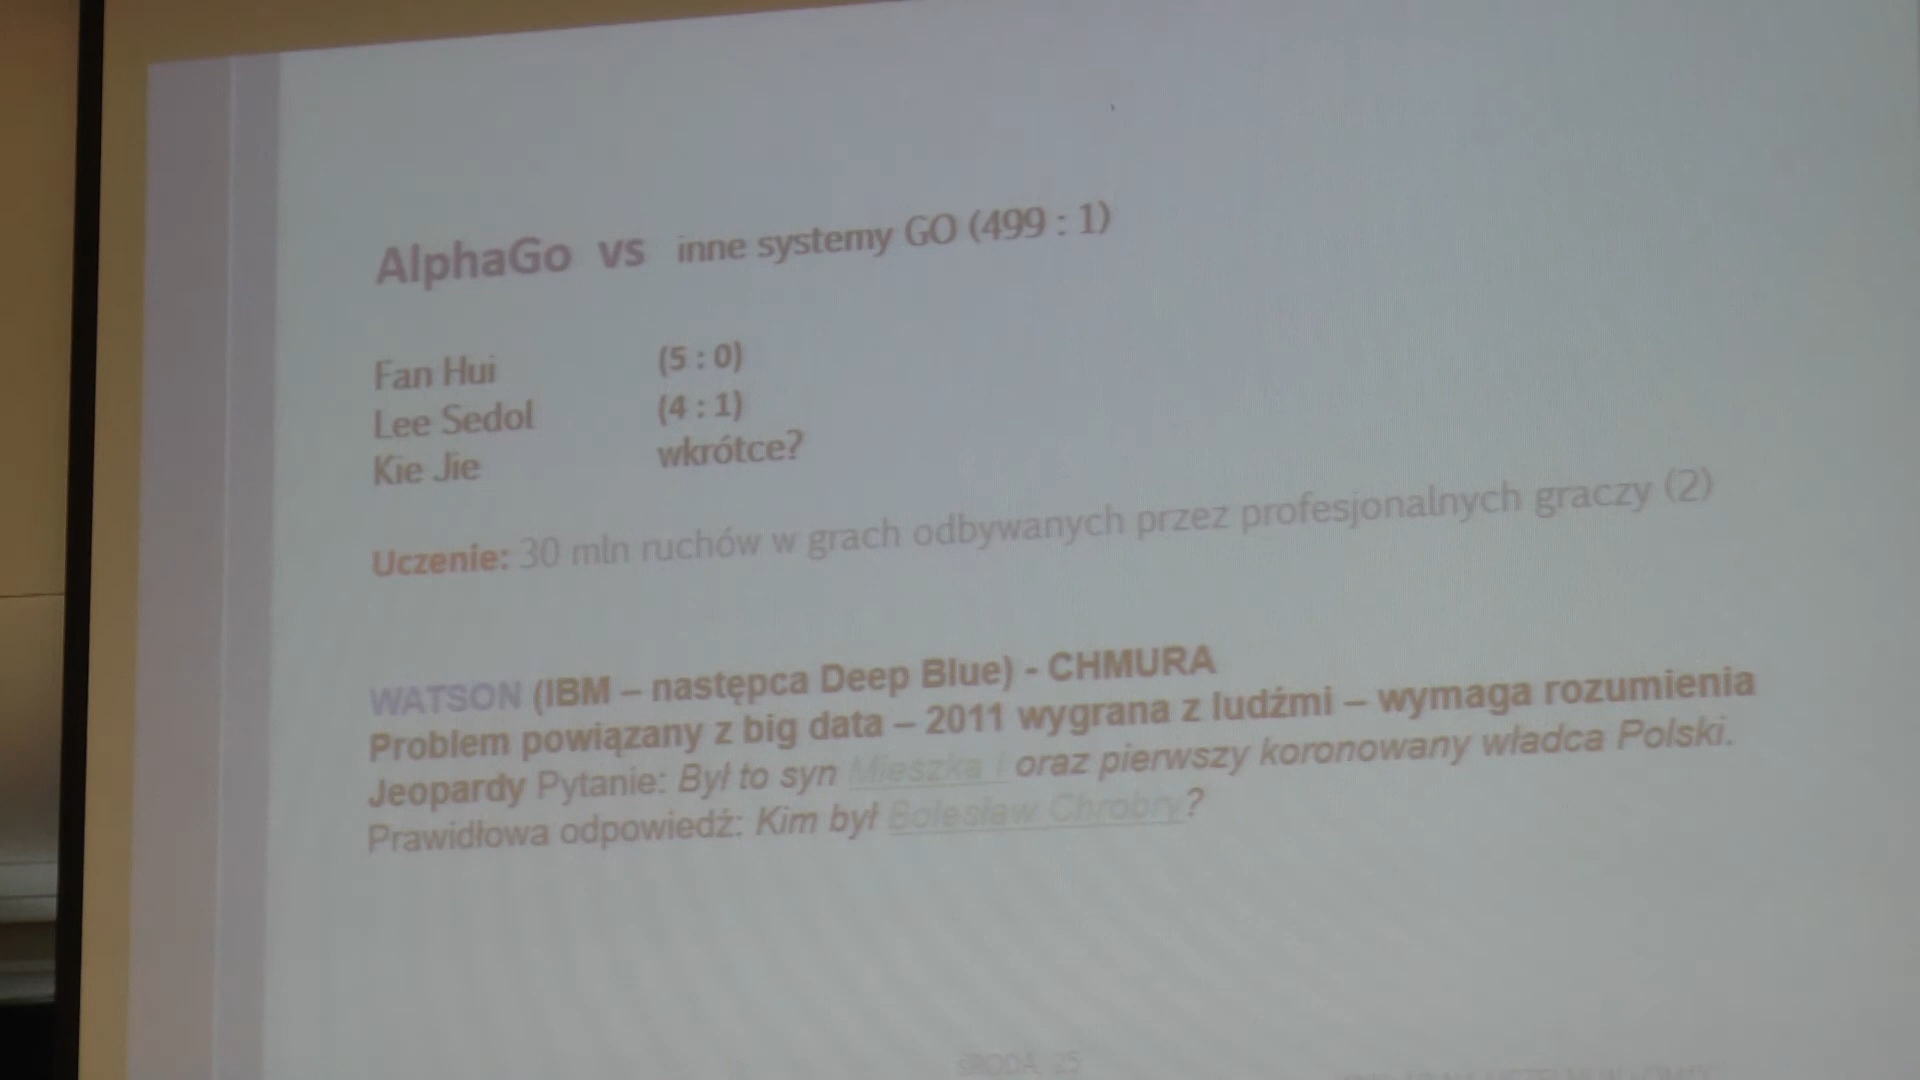 AlphaGo vs inne systemy GO (499 : 1)
Fan Hui (5 : 0)
Lee Sedol (4 : 1)
Kie Jie wkrótce?
Uczenie: 30 mln ruchów w grach odbywanych przez profesjonalnych graczy (2)
WATSON (IBM – następca Deep Blue) - CHMURA
Problem powiązany z big data – 2011 wygrana z ludźmi – wymaga rozumienia
Jeopardy Pytanie: Był to syn Mieszka I oraz pierwszy koronowany władca Polski.
Prawidłowa odpowiedź: Kim był Bolesław Chrobry?
ŚRODA, 25